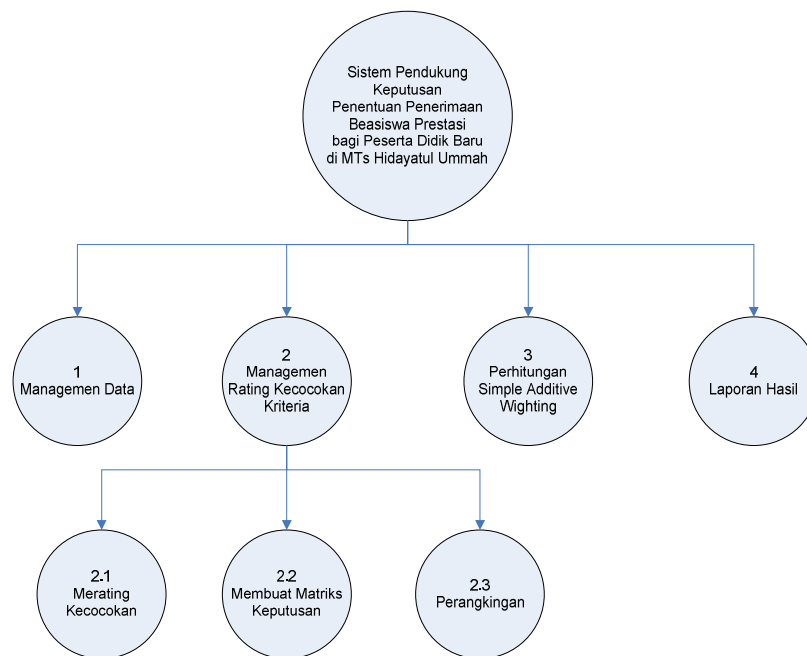 Sistem Pendukung
Keputusan
Penentuan Penerimaan
Beasiswa Prestasi
bagi Peserta Didik Baru
di MTs Hidayatul Ummah
1
Managemen Data
2
Managemen
Rating Kecocokan
Kriteria
3
Perhitungan
Simple Additive
Wighting
4
Laporan Hasil
2.1
Merating
Kecocokan
2.2
Membuat Matriks
Keputusan
2.3
Perangkingan